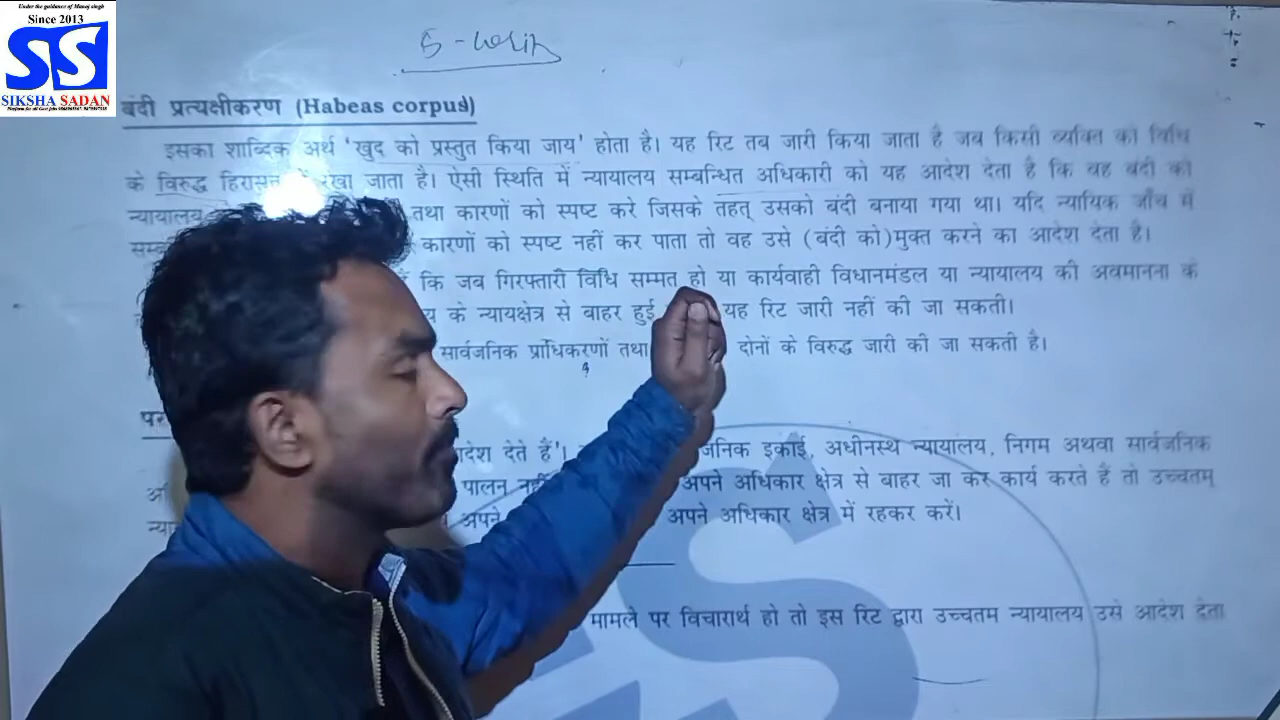 Under the guidance of Manoj singh
Since 2013
SS
SIKSHA SADAN
5 - writ
बंदी प्रत्यक्षीकरण (Habeas corpus)
इसका शाब्दिक अर्थ 'खुद को प्रस्तुत किया जाय' होता है। यह रिट तब जारी किया जाता है जब किसी व्यक्ति को विधि
के विरुद्ध हिरासत में रखा जाता है। ऐसी स्थिति में न्यायालय सम्बन्धित अधिकारी को यह आदेश देता है कि वह बंदी को
न्यायालय तथा कारणों को स्पष्ट करे जिसके तहत् उसको बंदी बनाया गया था। यदि न्यायिक जाँच में
कारणों को स्पष्ट नहीं कर पाता तो वह उसे (बंदी को)मुक्त करने का आदेश देता है।
कि जब गिरफ्तारी विधि सम्मत हो या कार्यवाही विधानमंडल या न्यायालय की अवमानना के
के न्यायक्षेत्र से बाहर हुई यह रिट जारी नहीं की जा सकती।
सार्वजनिक प्राधिकरणों तथा दोनों के विरुद्ध जारी की जा सकती है।
देते हैं'। इकाई, अधीनस्थ न्यायालय, निगम अथवा सार्वजनिक
पालन अपने अधिकार क्षेत्र से बाहर जा कर कार्य करते हैं तो उच्चतम्
अपने अपने अधिकार क्षेत्र में रहकर करें।
मामले पर विचारार्थ हो तो इस रिट द्वारा उच्चतम न्यायालय उसे आदेश देता